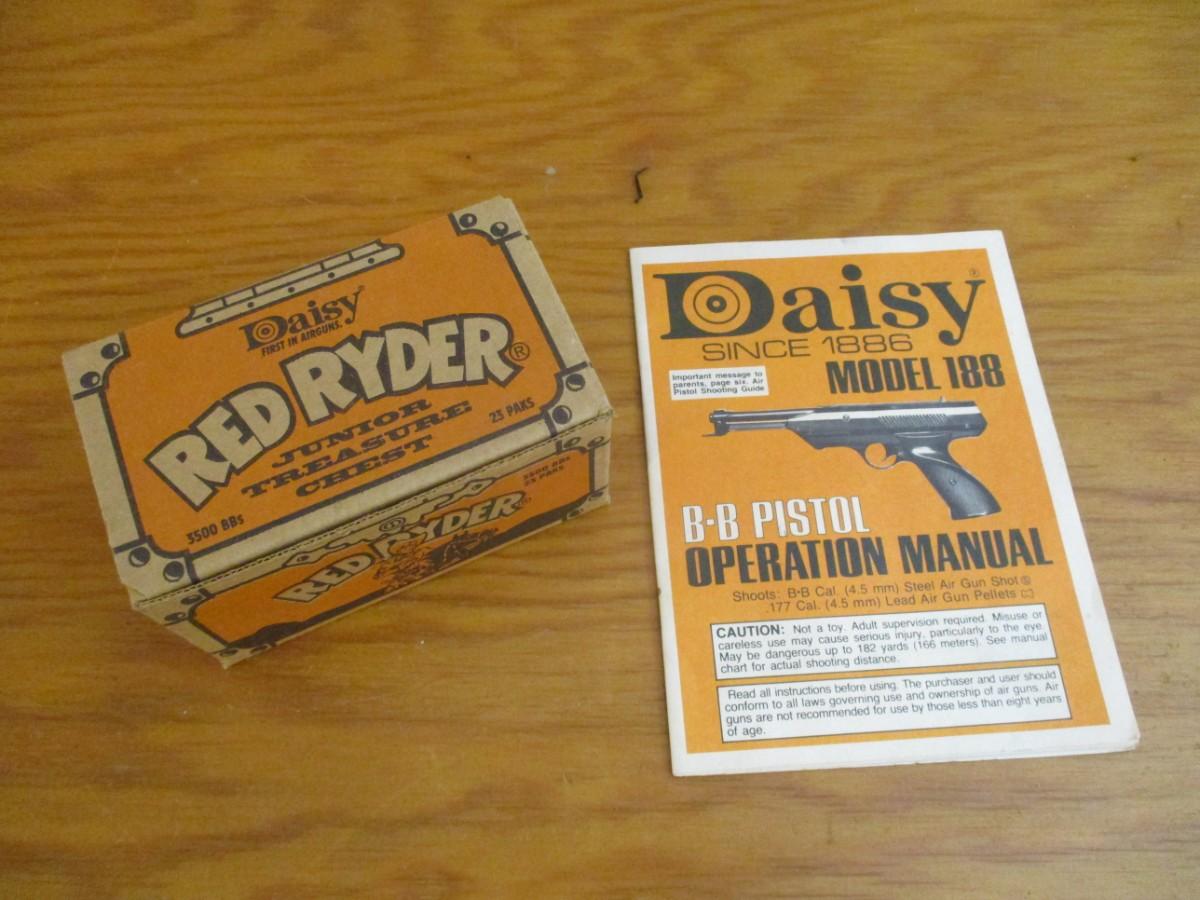 Daisy
FIRST IN AIRGUNS.
RED RYDER®
JUNIOR
TREASURE
CHEST
23 PAKS
3500 BBs
3500 BBs
23 PAKS
RED RYDER®
Daisy®
SINCE 1886
MODEL 188
Important message to
parents, page six. Air
Pistol Shooting Guide
B•B PISTOL
OPERATION MANUAL
Shoots: B•B Cal. (4.5 mm) Steel Air Gun Shot
.177 Cal. (4.5 mm) Lead Air Gun Pellets
CAUTION: Not a toy. Adult supervision required. Misuse or
careless use may cause serious injury, particularly to the eye.
May be dangerous up to 182 yards (166 meters). See manual
chart for actual shooting distance.
Read all instructions before using. The purchaser and user should
conform to all laws governing use and ownership of air guns. Air
guns are not recommended for use by those less than eight years
of age.